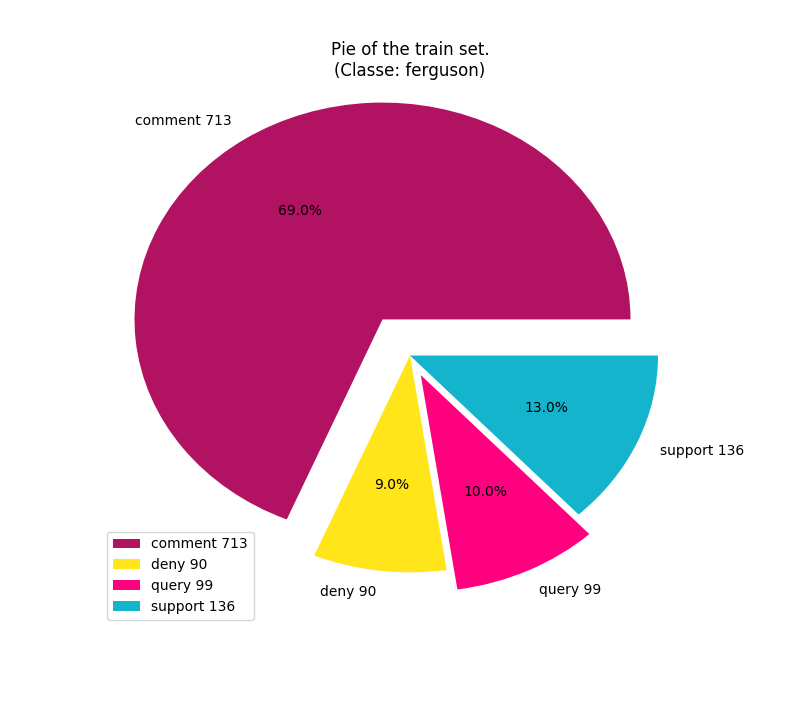 Pie of the train set.
(Classe: ferguson)
comment 713
69.0%
13.0%
support 136
9.0%
10.0%
deny 90
query 99
comment 713
deny 90
query 99
support 136